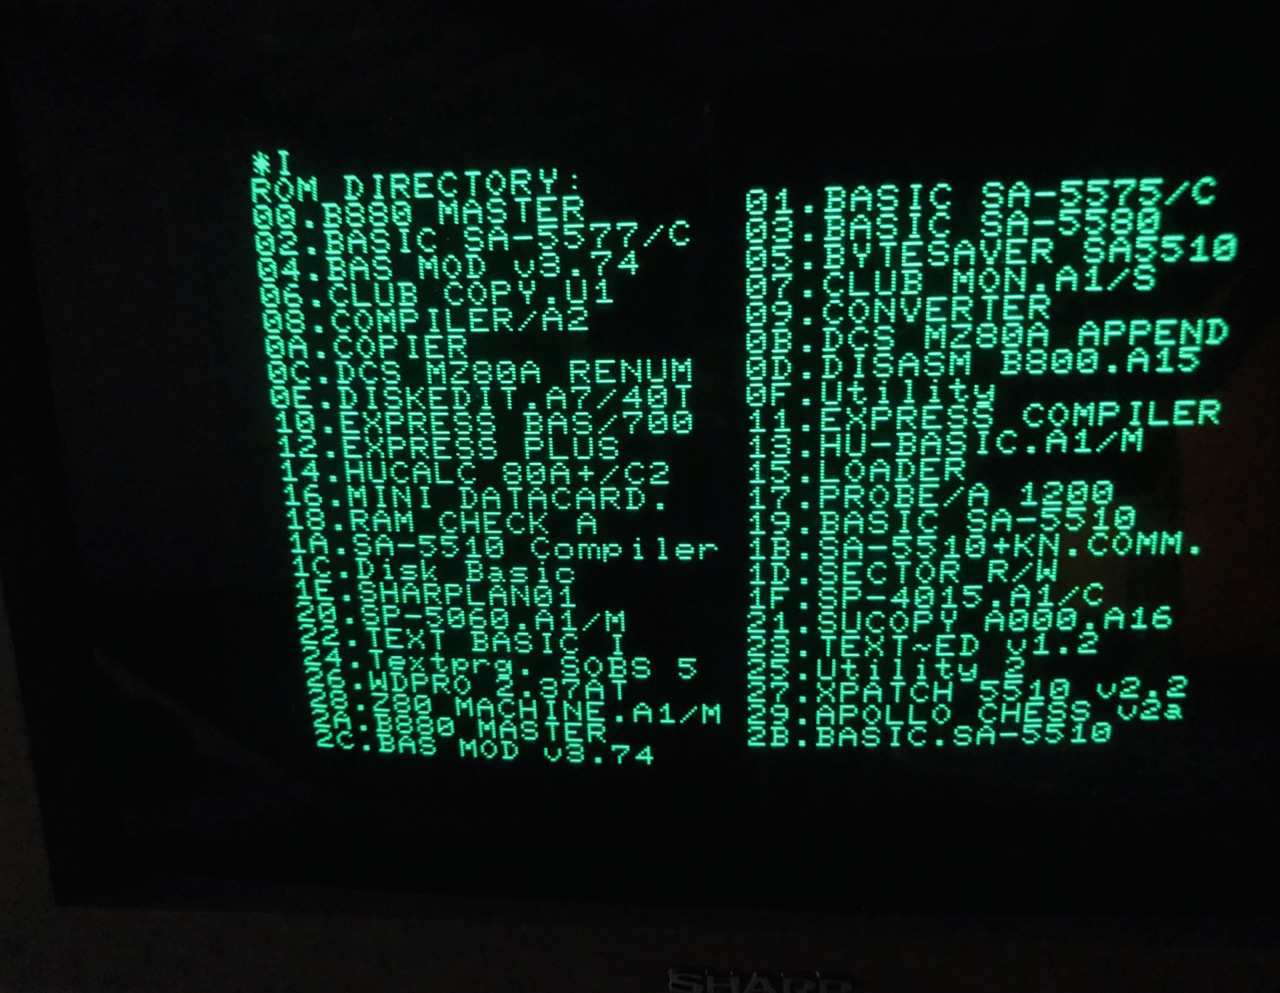 *I
ROM DIRECTORY:
00.B880 MASTER 01.BASIC SA-5575/C
02.BASIC SA-5577/C 03.BASIC SA-5580
04.BAS MOD v3.74 05.BYTESAVER SA5510
06.CLUB COPY.U1 07.CLUB MON.A1/S
08.COMPILER/A2 09.CONVERTER
0A.COPIER 0B.DCS MZ80A APPEND
0C.DCS MZ80A RENUM 0D.DISASM B800.A15
0E.DISKEDIT.A7/40T 0F.Utility
10.EXPRESS BAS/700 11.EXPRESS COMPILER
12.EXPRESS PLUS 13.HU-BASIC.A1/M
14.HUCALC 80A+/C2 15.LOADER
16.MINI DATACARD. 17.PROBE/A 1200
18.RAM CHECK A 19.BASIC SA-5510
1A.SA-5510 Compiler 1B.SA-5510+KN.COMM.
1C.Disk Basic 1D.SECTOR R/W
1E.SHARPLAN01 1F.SP-4015.A1/C
20.SP-5060.A1/M 21.SUCOPY A000.A16
22.TEXT BASIC I 23.TEXT~ED v1.2
24.Textprg. SOBS 5 25.Utility 2
26.WDPRO 2.37AT 27.XPATCH 5510 v2.2
28.Z80 MACHINE.A1/M 29.APOLLO CHESS v2a
2A.B880 MASTER 2B.BASIC.SA-5510
2C.BAS MOD v3.74
SHARP